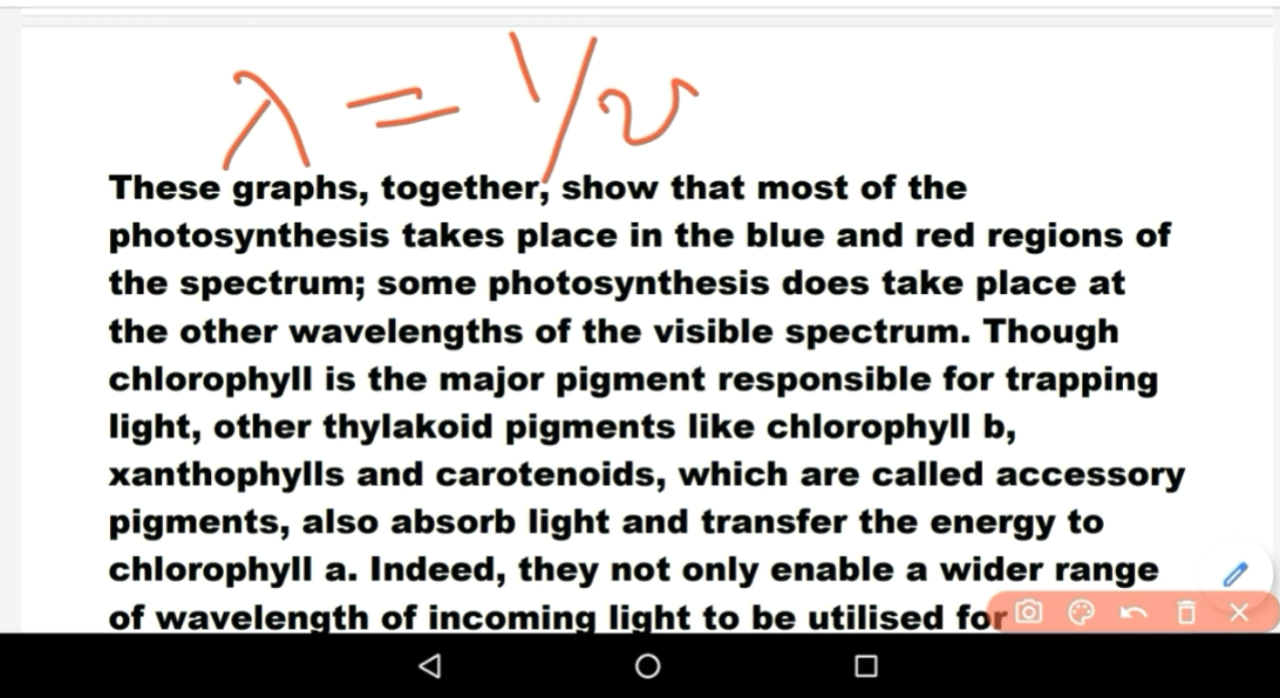 λ = 1/ν
These graphs, together, show that most of the
photosynthesis takes place in the blue and red regions of
the spectrum; some photosynthesis does take place at
the other wavelengths of the visible spectrum. Though
chlorophyll is the major pigment responsible for trapping
light, other thylakoid pigments like chlorophyll b,
xanthophylls and carotenoids, which are called accessory
pigments, also absorb light and transfer the energy to
chlorophyll a. Indeed, they not only enable a wider range
of wavelength of incoming light to be utilised for